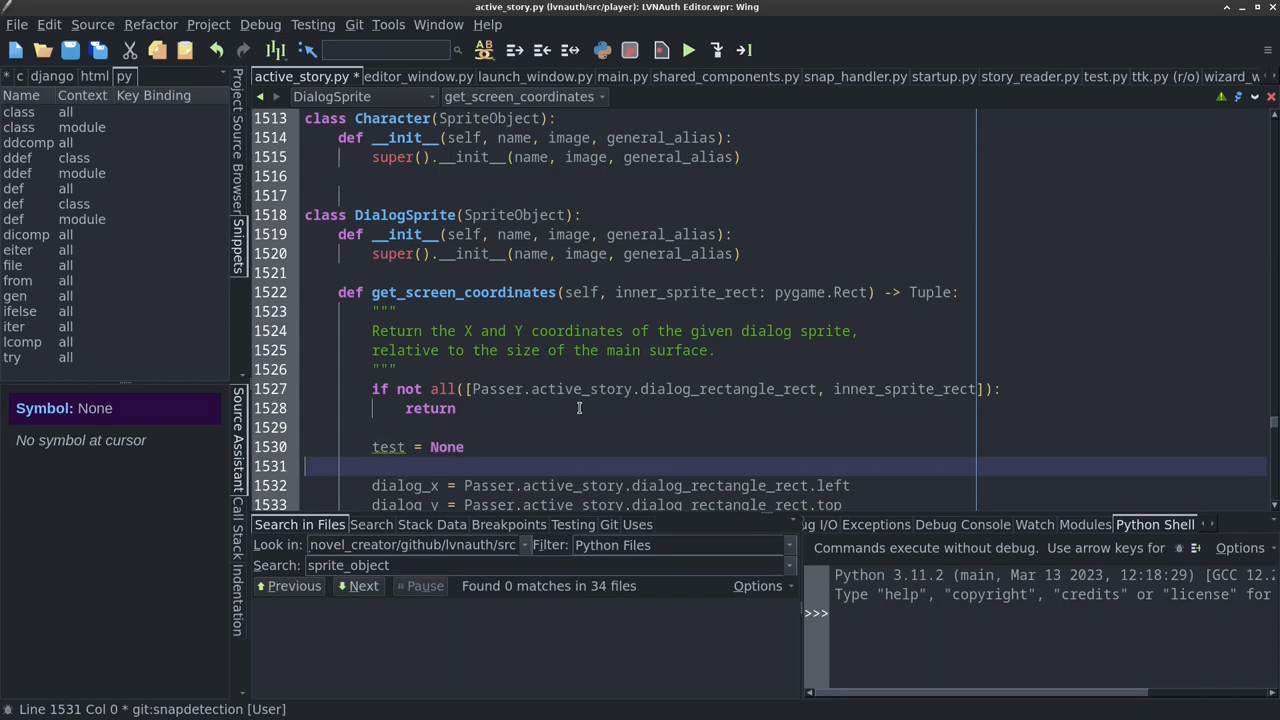 active_story.py (lvnauth/src/player): LVNAuth Editor.wpr: Wing
File Edit Source Refactoring Project Debug Testing Git Tools Window Help
* c django html py
active_story.py * editor_window.py launch_window.py main.py shared_components.py snap_handler.py startup.py story_reader.py test.py ttk.py (r/o) wizard_w
Name Context Key Binding
class all
class module
ddcomp all
ddef class
ddef module
def all
def class
def module
dicomp all
eiter all
file all
from all
gen all
ifelse all
iter all
lcomp all
try all
Project Source Browser Snippets
Symbol: None
No symbol at cursor
Source Assistant Call Stack Indentation
DialogSprite get_screen_coordinates
1513 class Character(SpriteObject):
1514 def __init__(self, name, image, general_alias):
1515 super().__init__(name, image, general_alias)
1516
1517
1518 class DialogSprite(SpriteObject):
1519 def __init__(self, name, image, general_alias):
1520 super().__init__(name, image, general_alias)
1521
1522 def get_screen_coordinates(self, inner_sprite_rect: pygame.Rect) -> Tuple:
1523 """
1524 Return the X and Y coordinates of the given dialog sprite,
1525 relative to the size of the main surface.
1526 """
1527 if not all([Passer.active_story.dialog_rectangle_rect, inner_sprite_rect]):
1528 return
1529
1530 test = None
1531
1532 dialog_x = Passer.active_story.dialog_rectangle_rect.left
1533 dialog_y = Passer.active_story.dialog_rectangle_rect.top
Search in Files Search Stack Data Breakpoints Testing Git Uses
Look in: novel_creator/github/lvnauth/src Filter: Python Files
Search: sprite_object
Previous Next Pause Found 0 matches in 34 files Options
ug I/O Exceptions Debug Console Watch Modules Python Shell
Commands execute without debug. Use arrow keys for Options
Python 3.11.2 (main, Mar 13 2023, 12:18:29) [GCC 12.2
Type "help", "copyright", "credits" or "license" for
>>>
Line 1531 Col 0 * git:snapdetection [User]